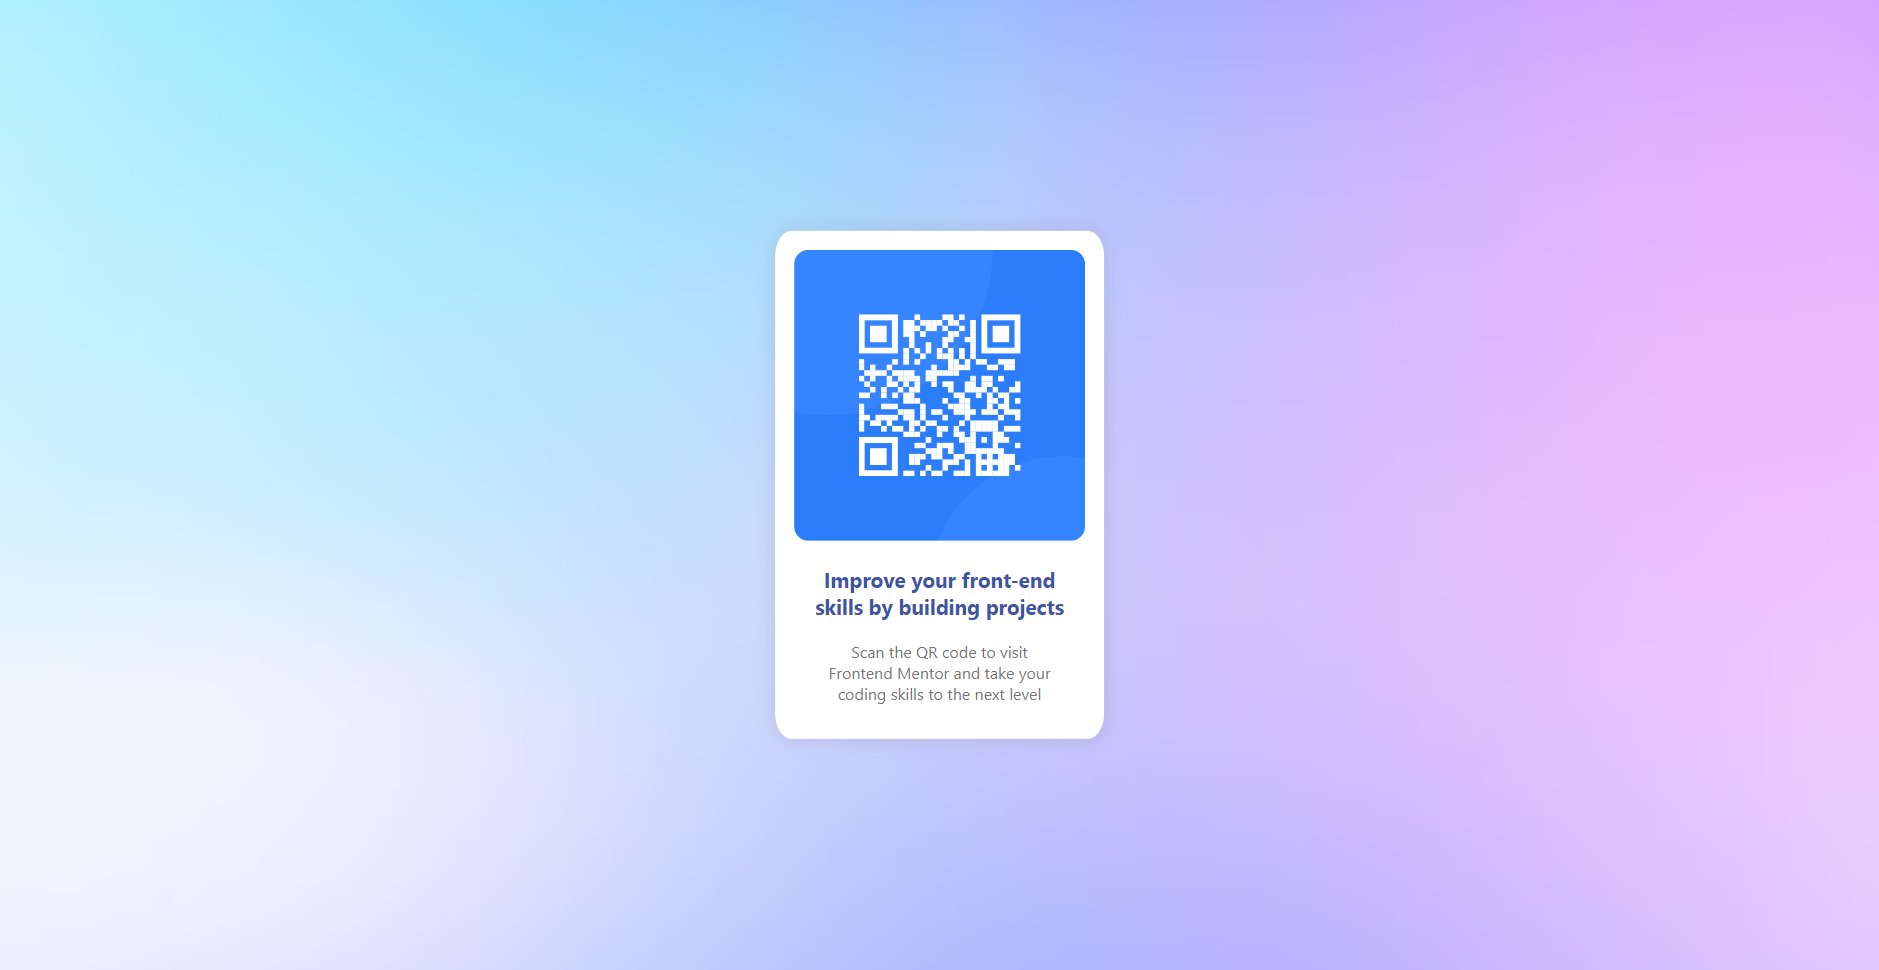 Improve your front-end
skills by building projects
Scan the QR code to visit
Frontend Mentor and take your
coding skills to the next level